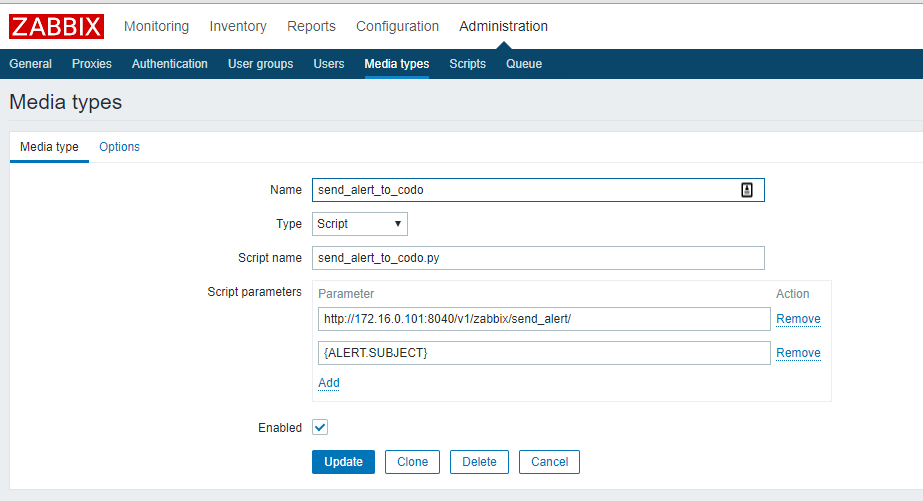 ZABBIX Monitoring Inventory Reports Configuration Administration
General Proxies Authentication User groups Users Media types Scripts Queue
Media types
Media type Options
Name send_alert_to_codo
Type Script
Script name send_alert_to_codo.py
Script parameters Parameter Action
http://172.16.0.101:8040/v1/zabbix/send_alert/ Remove
{ALERT.SUBJECT} Remove
Add
Enabled
Update Clone Delete Cancel